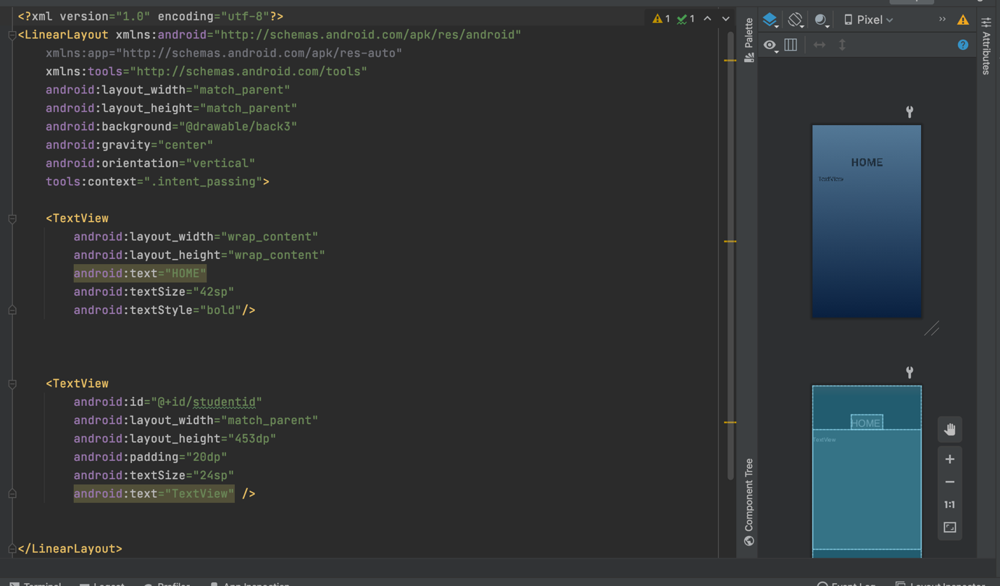 <?xml version="1.0" encoding="utf-8"?>
<LinearLayout xmlns:android="http://schemas.android.com/apk/res/android"
xmlns:app="http://schemas.android.com/apk/res-auto"
xmlns:tools="http://schemas.android.com/tools"
android:layout_width="match_parent"
android:layout_height="match_parent"
android:background="@drawable/back3"
android:gravity="center"
android:orientation="vertical"
tools:context=".intent_passing">
<TextView
android:layout_width="wrap_content"
android:layout_height="wrap_content"
android:text="HOME"
android:textSize="42sp"
android:textStyle="bold"/>
<TextView
android:id="@+id/studentid"
android:layout_width="match_parent"
android:layout_height="453dp"
android:padding="20dp"
android:textSize="24sp"
android:text="TextView" />
</LinearLayout>
1 1
Palette
Component Tree
Pixel
Attributes
HOME
TextView
HOME
TextView
1:1
Terminal Logcat Profiler App Inspection Event Log Layout Inspector